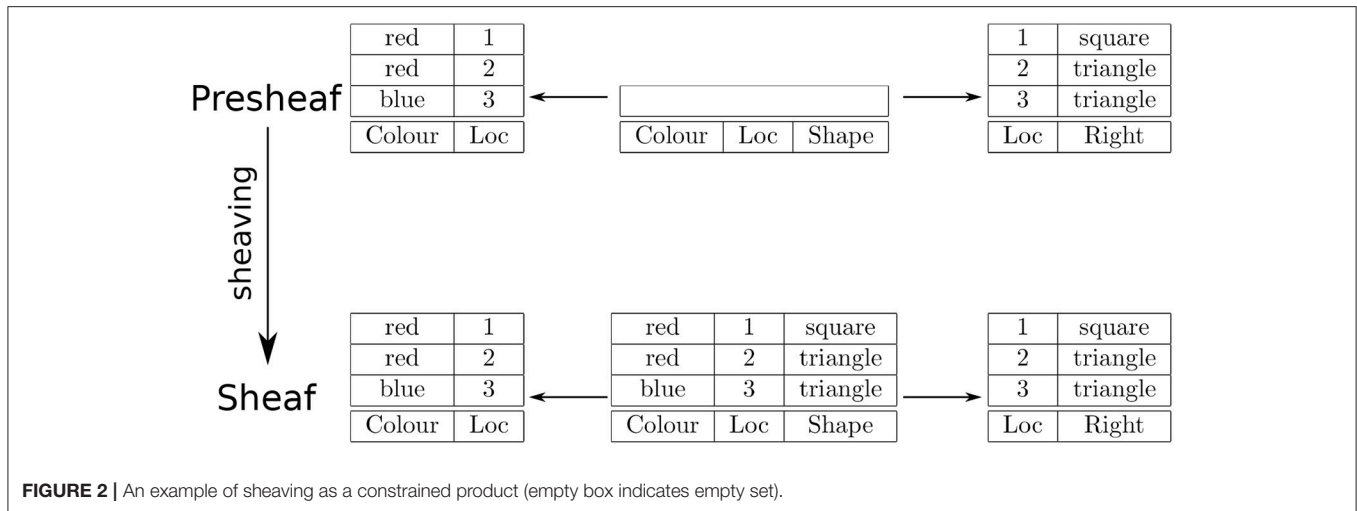 red 1
red 2
blue 3
Colour Loc
Presheaf
Colour Loc Shape
1 square
2 triangle
3 triangle
Loc Right
sheaving
Sheaf
red 1
red 2
blue 3
Colour Loc
red 1 square
red 2 triangle
blue 3 triangle
Colour Loc Shape
1 square
2 triangle
3 triangle
Loc Right
FIGURE 2 | An example of sheaving as a constrained product (empty box indicates empty set).